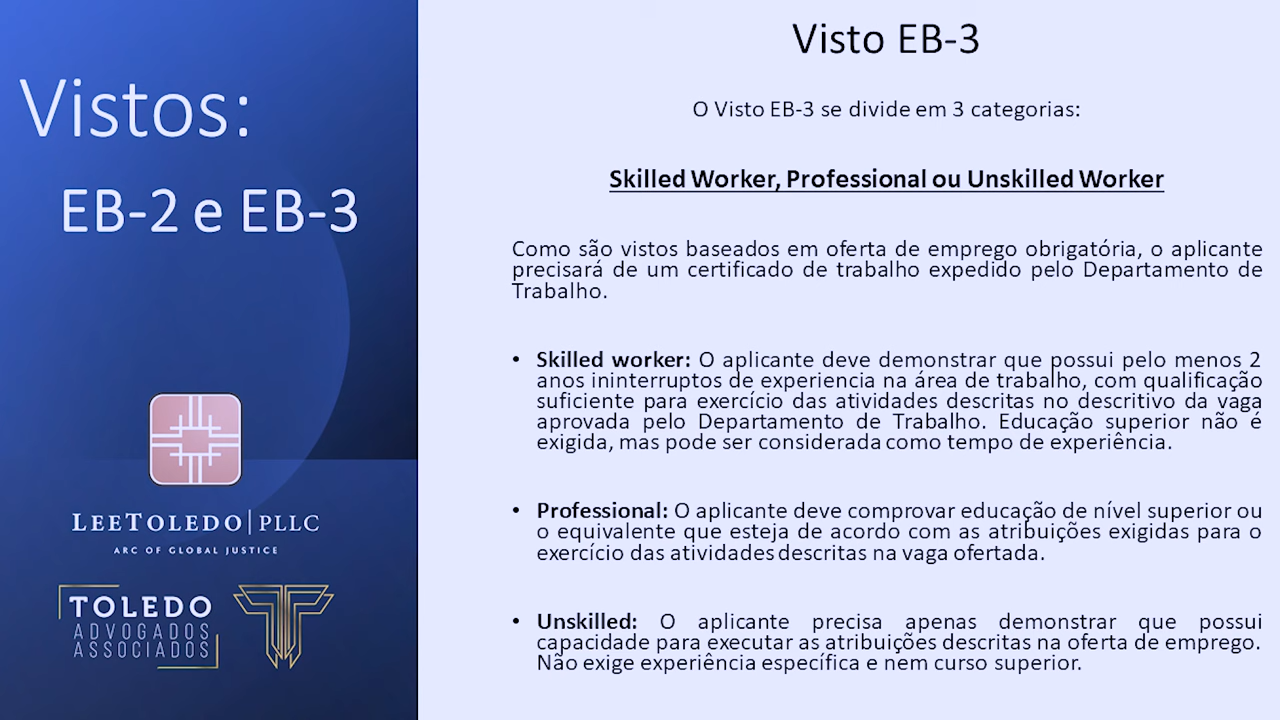 Vistos:
EB-2 e EB-3
LEETOLEDO|PLLC
ARC OF GLOBAL JUSTICE
TOLEDO
ADVOGADOS
ASSOCIADOS
Visto EB-3
O Visto EB-3 se divide em 3 categorias:
Skilled Worker, Professional ou Unskilled Worker
Como são vistos baseados em oferta de emprego obrigatória, o aplicante
precisará de um certificado de trabalho expedido pelo Departamento de
Trabalho.
• Skilled worker: O aplicante deve demonstrar que possui pelo menos 2
anos ininterruptos de experiencia na área de trabalho, com qualificação
suficiente para exercício das atividades descritas no descritivo da vaga
aprovada pelo Departamento de Trabalho. Educação superior não é
exigida, mas pode ser considerada como tempo de experiência.
• Professional: O aplicante deve comprovar educação de nível superior ou
o equivalente que esteja de acordo com as atribuições exigidas para o
exercício das atividades descritas na vaga ofertada.
• Unskilled: O aplicante precisa apenas demonstrar que possui
capacidade para executar as atribuições descritas na oferta de emprego.
Não exige experiência específica e nem curso superior.